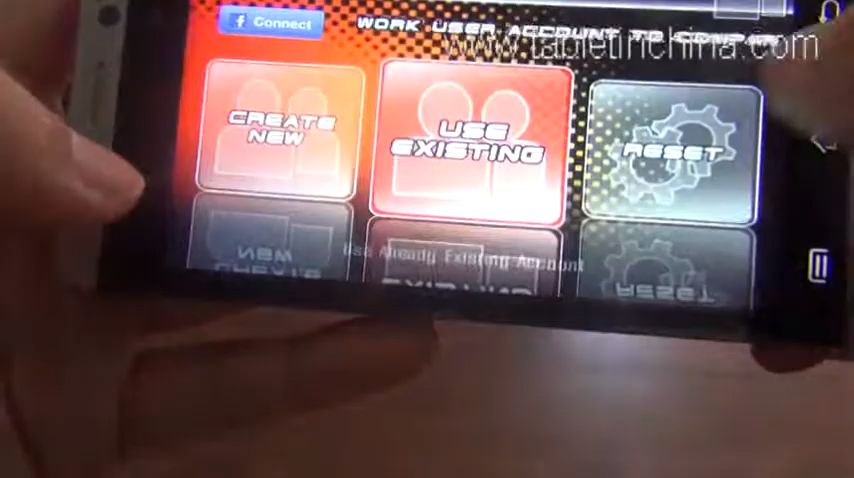 Connect
WORK USER ACCOUNT TO
www.tabletinchina.com
CREATE
NEW
USE
EXISTING
RESET
Use Already Existing Account